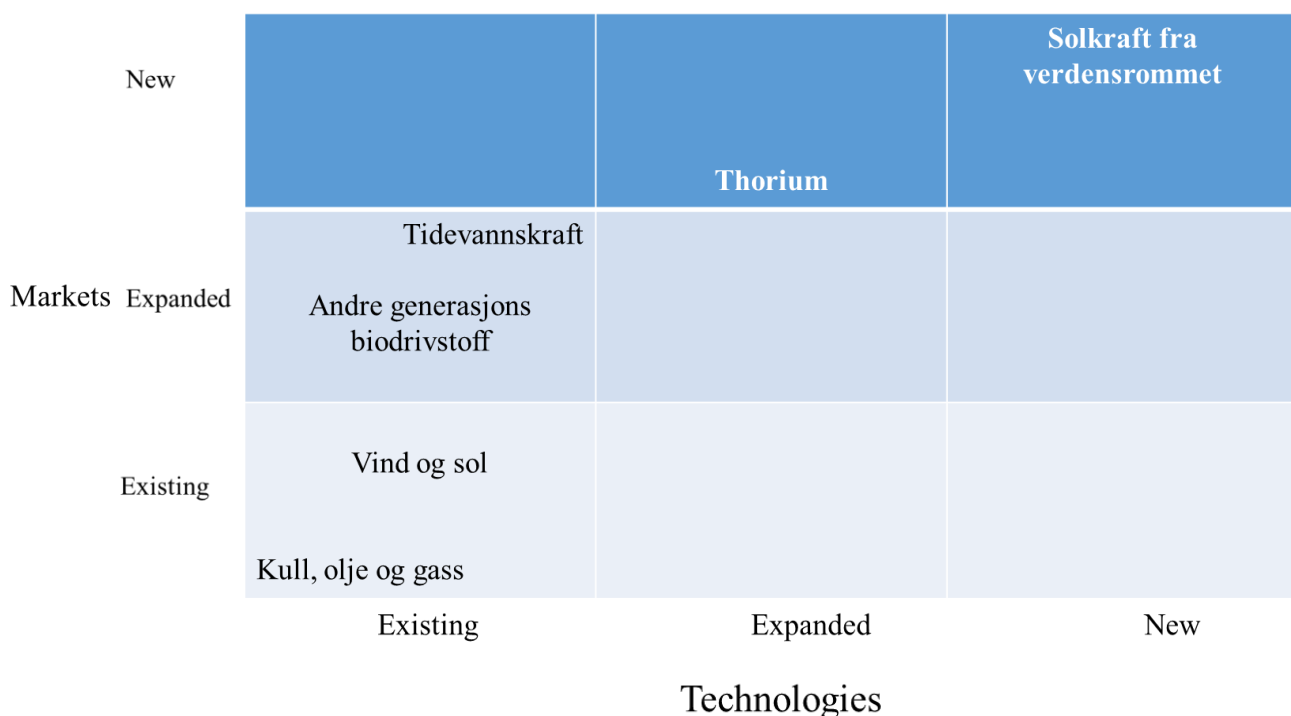 Solkraft fra
verdensrommet
New
Thorium
Tidevannskraft
Markets
Expanded
Andre generasjons
biodrivstoff
Vind og sol
Existing
Kull, olje og gass
Existing
Expanded
New
Technologies